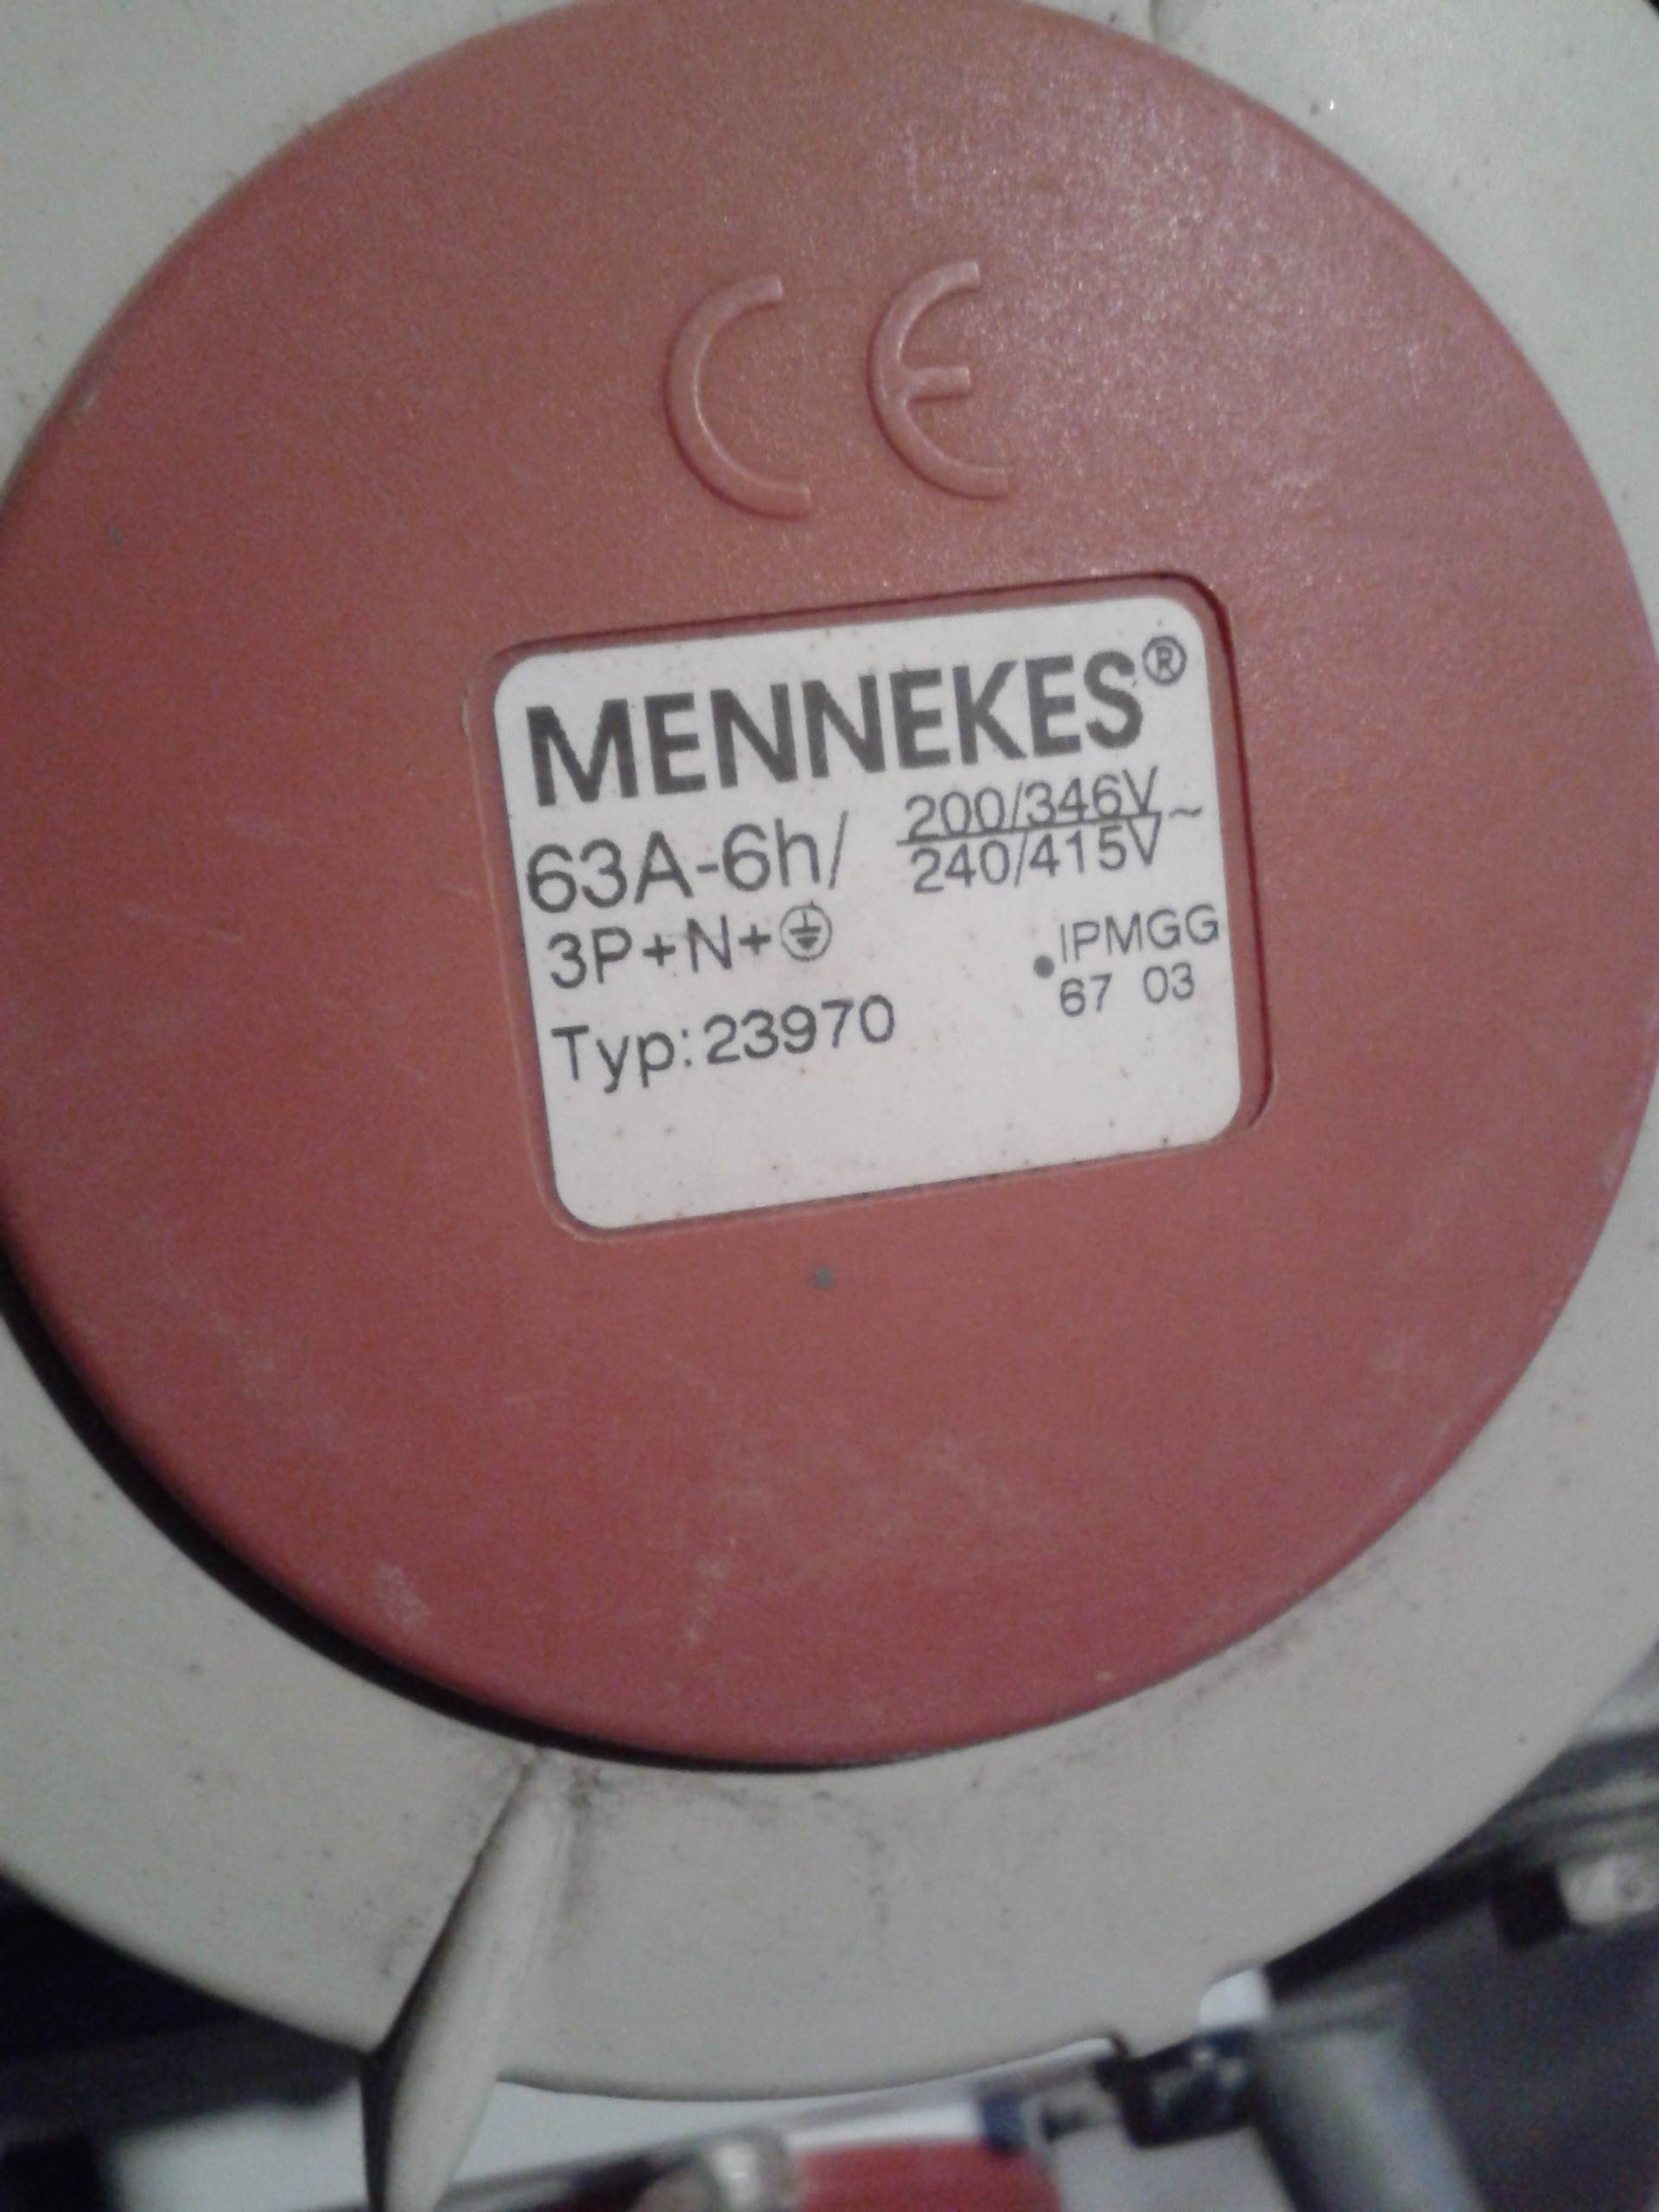 CE
MENNEKES®
63A-6h/ 200/346V~
240/415V
3P+N+⏚ •IPMGG
67 03
Typ:23970